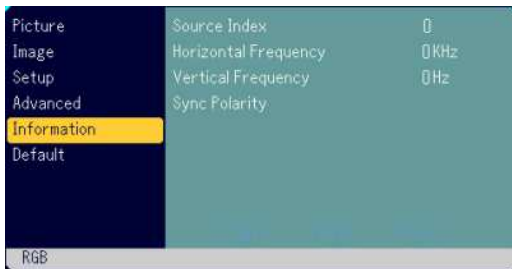 Picture
Image
Setup
Advanced
Information
Default
Source Index 0
Horizontal Frequency 0KHz
Vertical Frequency 0Hz
Sync Polarity
RGB